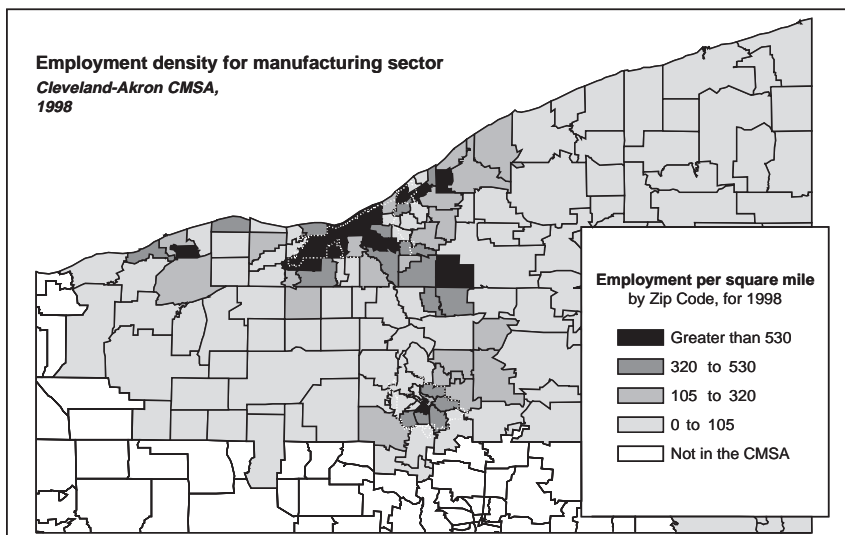 Employment density for manufacturing sector
Cleveland-Akron CMSA,
1998
Employment per square mile
by Zip Code, for 1998
Greater than 530
320 to 530
105 to 320
0 to 105
Not in the CMSA